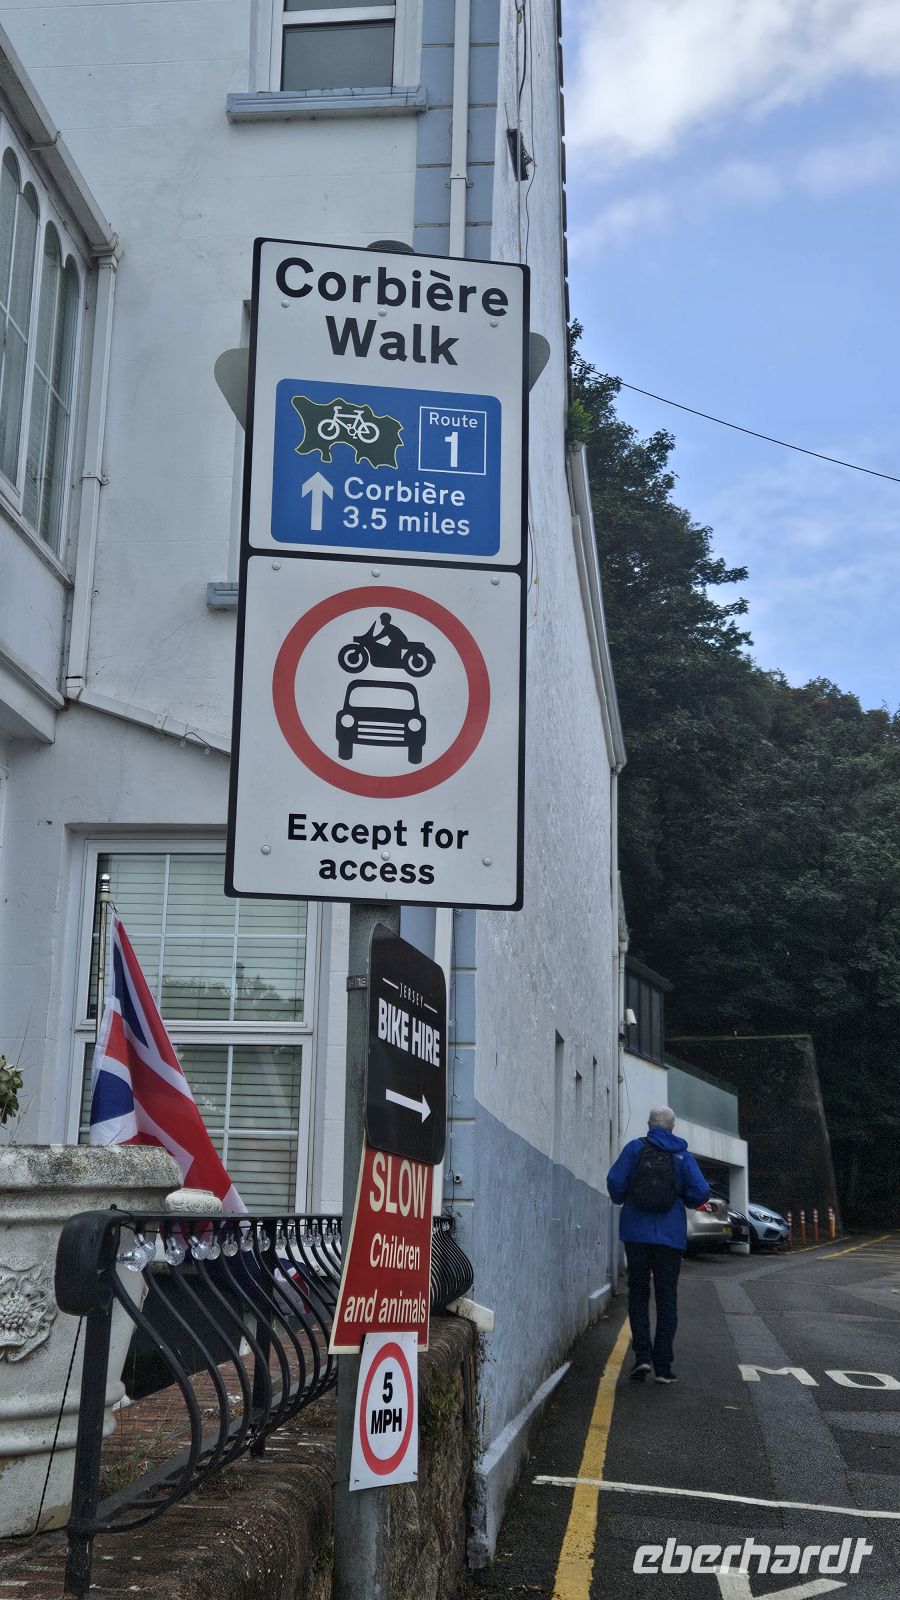 Corbière
Walk
Route
1
Corbière
3.5 miles
Except for
access
JERSEY
BIKE HIRE
SLOW
Children
and animals
5
MPH
MO
eberhardt